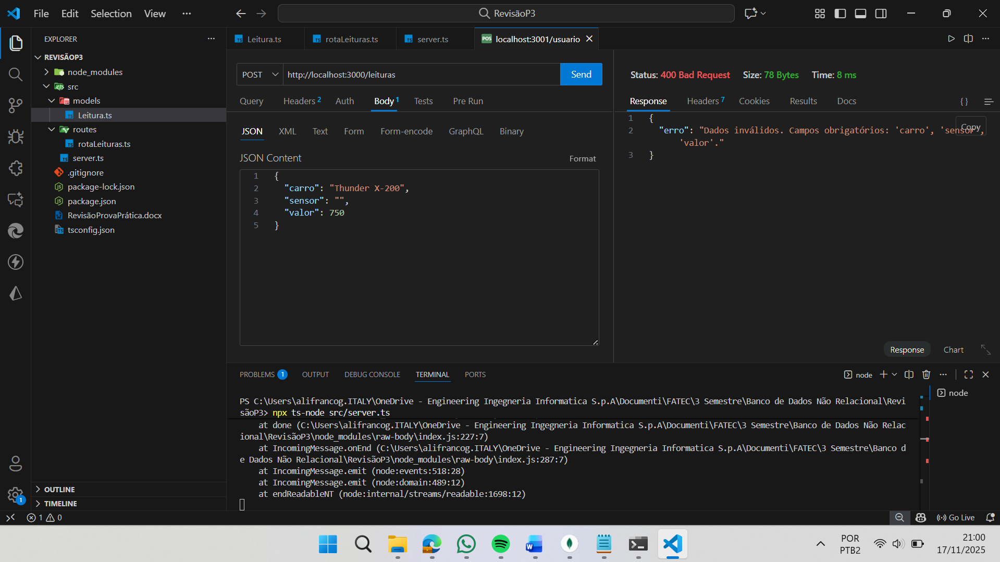 File Edit Selection View ···
RevisãoP3
EXPLORER ···
REVISÃOP3
node_modules
src
models
Leitura.ts
routes
rotaLeituras.ts
server.ts
.gitignore
package-lock.json
package.json
RevisãoProvaPrática.docx
tsconfig.json
OUTLINE
TIMELINE
Leitura.ts rotaLeituras.ts server.ts POS localhost:3001/usuario
POST http://localhost:3000/leituras Send
Query Headers 2 Auth Body 1 Tests Pre Run
JSON XML Text Form Form-encode GraphQL Binary
JSON Content Format
1 {
2 "carro": "Thunder X-200",
3 "sensor": "",
4 "valor": 750
5 }
Status: 400 Bad Request Size: 78 Bytes Time: 8 ms
Response Headers 7 Cookies Results Docs { }
1 {
Copy
2 "erro": "Dados inválidos. Campos obrigatórios: 'carro', 'sensor',
'valor'."
3 }
Response Chart
PROBLEMS 1 OUTPUT DEBUG CONSOLE TERMINAL PORTS node
node
PS C:\Users\alifrancog.ITALY\OneDrive - Engineering Ingegneria Informatica S.p.A\Documenti\FATEC\3 Semestre\Banco de Dados Não Relacional\Revi
sãoP3> npx ts-node src/server.ts
at done (C:\Users\alifrancog.ITALY\OneDrive - Engineering Ingegneria Informatica S.p.A\Documenti\FATEC\3 Semestre\Banco de Dados Não Relac
ional\RevisãoP3\node_modules\raw-body\index.js:227:7)
at IncomingMessage.onEnd (C:\Users\alifrancog.ITALY\OneDrive - Engineering Ingegneria Informatica S.p.A\Documenti\FATEC\3 Semestre\Banco d
e Dados Não Relacional\RevisãoP3\node_modules\raw-body\index.js:287:7)
at IncomingMessage.emit (node:events:518:28)
at IncomingMessage.emit (node:domain:489:12)
at endReadableNT (node:internal/streams/readable:1698:12)
1
1 0 Go Live
POR
PTB2
21:00
17/11/2025